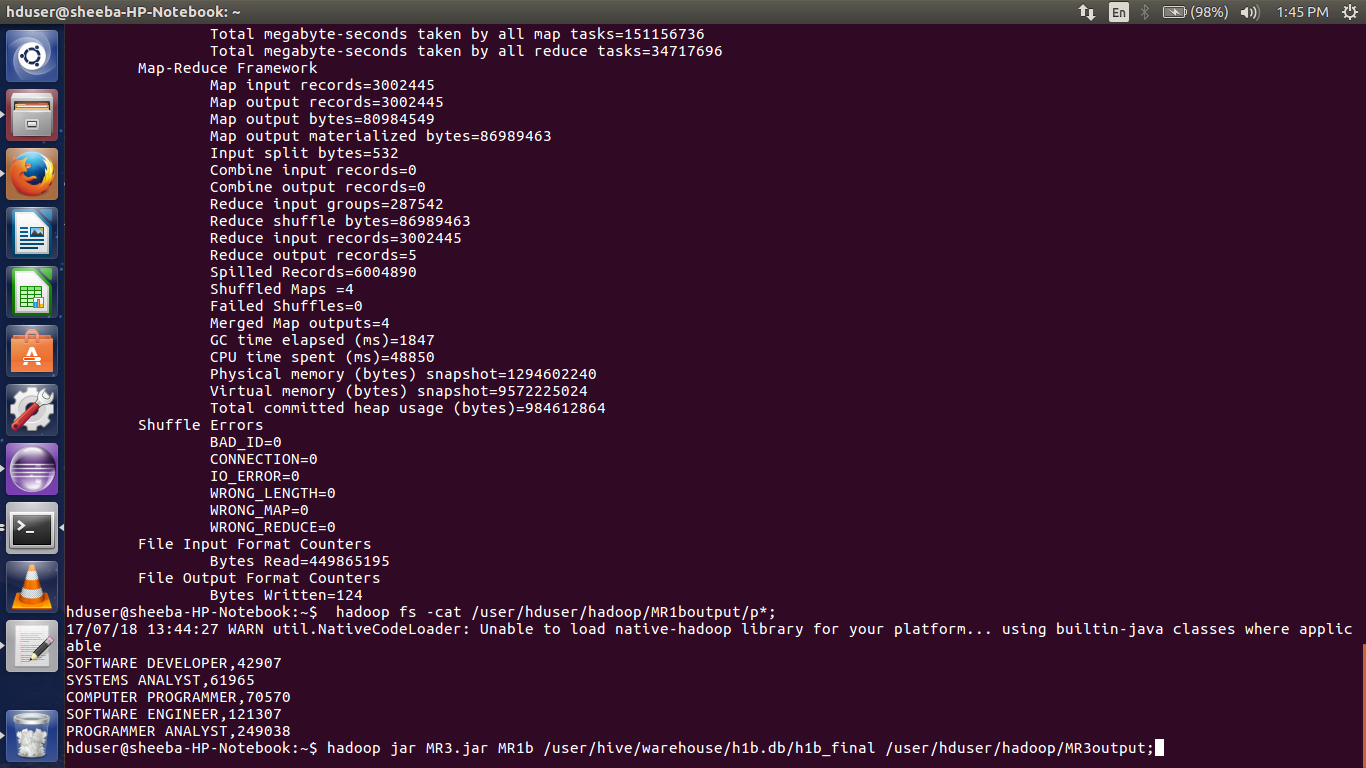 hduser@sheeba-HP-Notebook: ~
En
(98%)
1:45 PM
Total megabyte-seconds taken by all map tasks=151156736
Total megabyte-seconds taken by all reduce tasks=34717696
Map-Reduce Framework
Map input records=3002445
Map output records=3002445
Map output bytes=80984549
Map output materialized bytes=86989463
Input split bytes=532
Combine input records=0
Combine output records=0
Reduce input groups=287542
Reduce shuffle bytes=86989463
Reduce input records=3002445
Reduce output records=5
Spilled Records=6004890
Shuffled Maps =4
Failed Shuffles=0
Merged Map outputs=4
GC time elapsed (ms)=1847
CPU time spent (ms)=48850
Physical memory (bytes) snapshot=1294602240
Virtual memory (bytes) snapshot=9572225024
Total committed heap usage (bytes)=984612864
Shuffle Errors
BAD_ID=0
CONNECTION=0
IO_ERROR=0
WRONG_LENGTH=0
WRONG_MAP=0
WRONG_REDUCE=0
File Input Format Counters
Bytes Read=449865195
File Output Format Counters
Bytes Written=124
hduser@sheeba-HP-Notebook:~$  hadoop fs -cat /user/hduser/hadoop/MR1boutput/p*;
17/07/18 13:44:27 WARN util.NativeCodeLoader: Unable to load native-hadoop library for your platform... using builtin-java classes where applic
able
SOFTWARE DEVELOPER,42907
SYSTEMS ANALYST,61965
COMPUTER PROGRAMMER,70570
SOFTWARE ENGINEER,121307
PROGRAMMER ANALYST,249038
hduser@sheeba-HP-Notebook:~$ hadoop jar MR3.jar MR1b /user/hive/warehouse/h1b.db/h1b_final /user/hduser/hadoop/MR3output;